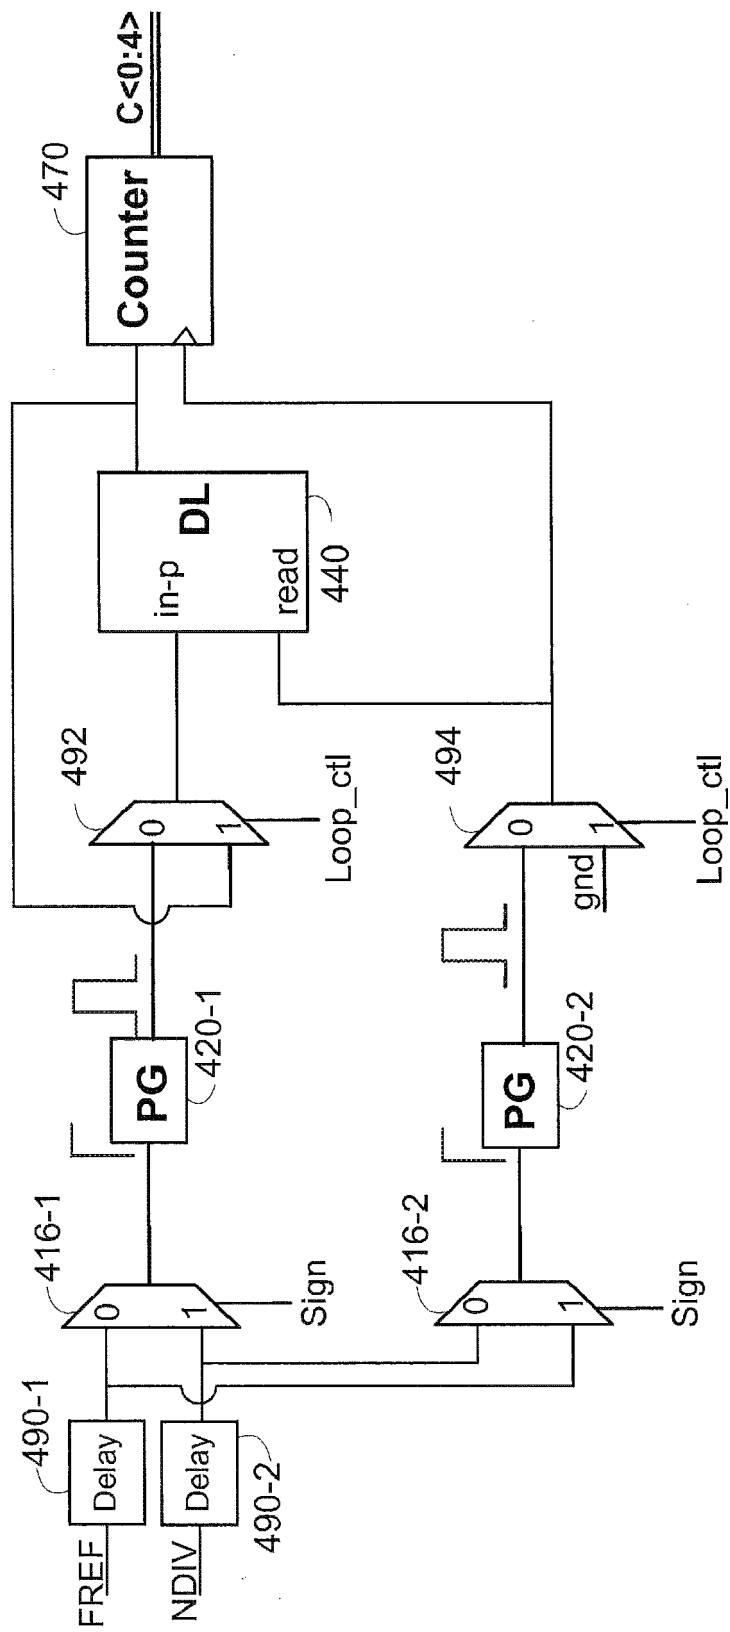 FREF
NDIV
Delay
490-1
Delay
490-2
0
1
416-1
Sign
0
1
416-2
Sign
PG
420-1
PG
420-2
0
1
492
Loop_ctl
gnd
0
1
494
Loop_ctl
in-p
read
DL
440
Counter
470
C<0:4>